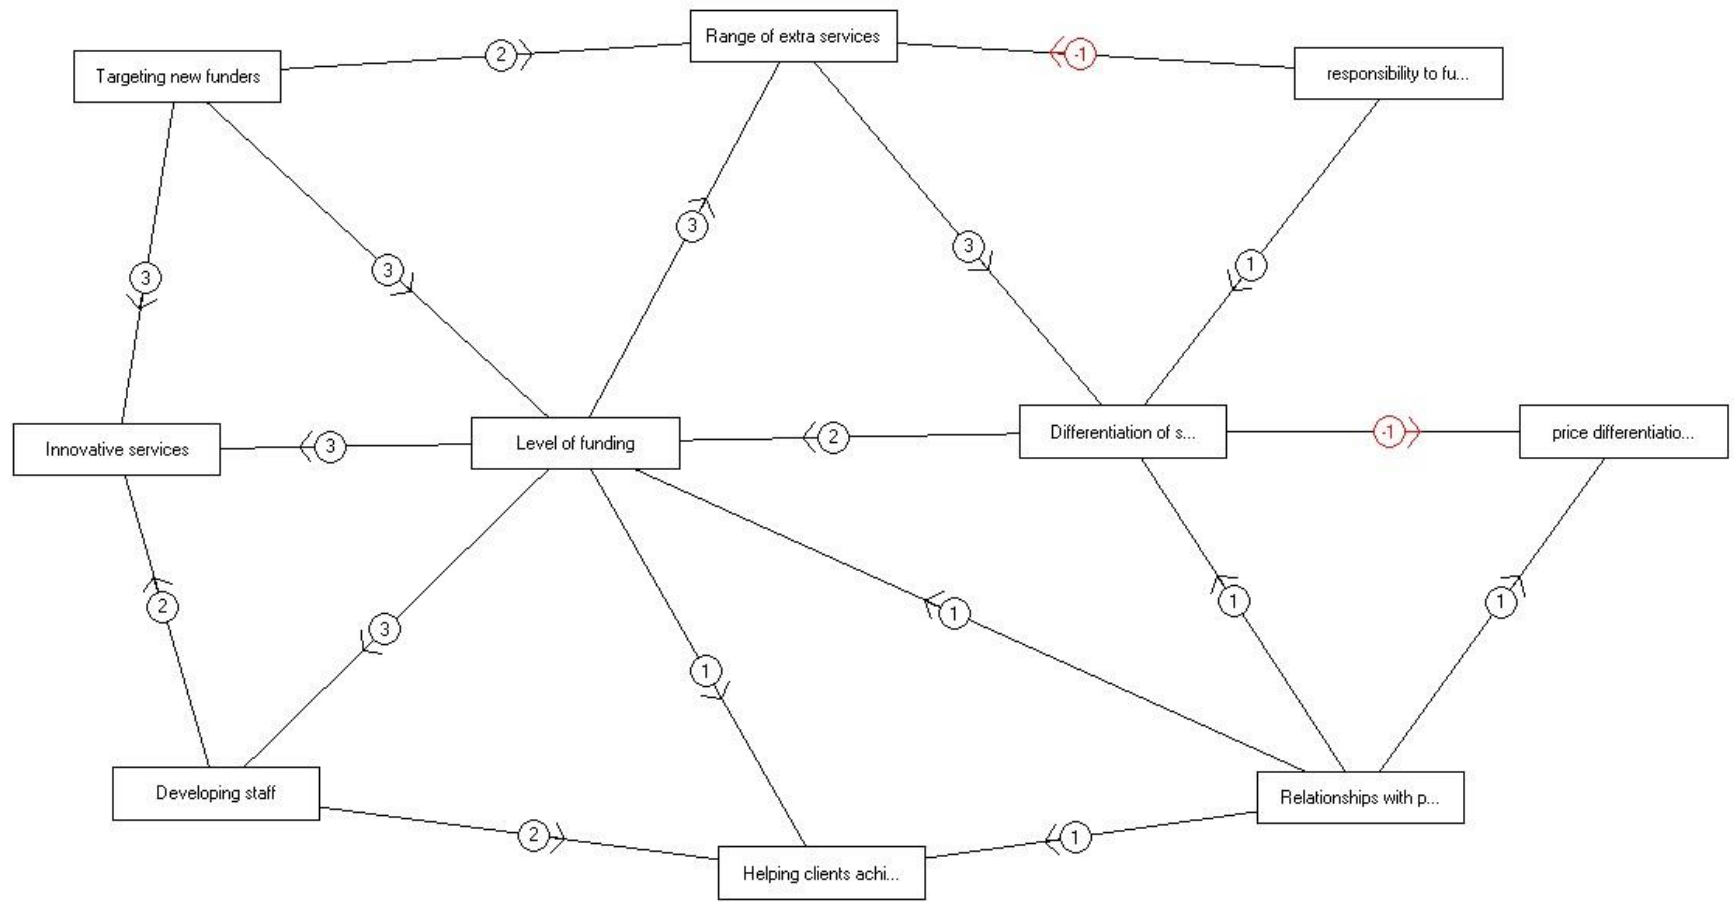 Range of extra services
Targeting new funders
2
-1
responsibility to fu...
3
3
3
3
1
Innovative services
3
Level of funding
2
Differentiation of s...
-1
price differentiatio...
2
3
1
1
1
1
Developing staff
2
1
Relationships with p...
Helping clients achi...